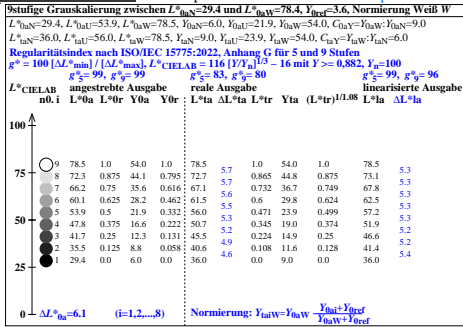 9stufige Grauskalierung zwischen L*0aN=29.4 und L*0aW=78.4, Y0ref=3.6, Normierung Weiß W
L*0aN=29.4, L*0aU=53.9, L*0aW=78.5, Y0aN=6.0, Y0aU=21.9, Y0aW=54.0, C0aY=Y0aW:Y0aN=9.0
L*taN=36.0, L*taU=56.0, L*taW=78.5, YtaN=9.0, YtaU=23.9, YtaW=54.0, CtaY=YtaW:YtaN=6.0
Regularitätsindex nach ISO/IEC 15775:2022, Anhang G für 5 und 9 Stufen
g* = 100 [ΔL*min] / [ΔL*max], L*CIELAB = 116 [Y/Yn]1/3 − 16 mit Y >= 0,882, Yn=100
g*5= 99, g*9= 99 g*5= 83, g*9= 80 g*5= 99, g*9= 96
L*CIELAB angestrebte Ausgabe reale Ausgabe linearisierte Ausgabe
n0. i L*0a L*0r Y0a Y0r L*ta ΔL*ta L*tr Yta (L*tr)1/1.08 L*la ΔL*la
100
9 78.5 1.0 54.0 1.0 78.5 1.0 54.0 1.0 78.5
5.7 5.3
8 72.3 0.875 44.1 0.795 72.7 0.865 44.8 0.875 73.1
5.7 5.3
75
7 66.2 0.75 35.6 0.616 67.1 0.732 36.7 0.749 67.8
5.6 5.3
6 60.1 0.625 28.2 0.462 61.5 0.6 29.8 0.624 62.5
5.5 5.3
5 53.9 0.5 21.9 0.332 56.0 0.471 23.9 0.499 57.2
5.3 5.3
50
4 47.8 0.375 16.6 0.222 50.7 0.345 19.0 0.374 51.9
5.2 5.3
3 41.7 0.25 12.3 0.131 45.5 0.224 14.9 0.25 46.6
4.9 5.2
2 35.5 0.125 8.8 0.058 40.6 0.108 11.6 0.128 41.4
4.6 5.4
1 29.4 0.0 6.0 0.0 36.0 0.0 9.0 0.0 36.0
25
0
ΔL*0a=6.1 (i=1,2,...,8) Normierung: YtaiW=Y0aW Y0ai+Y0ref
Y0aW+Y0ref